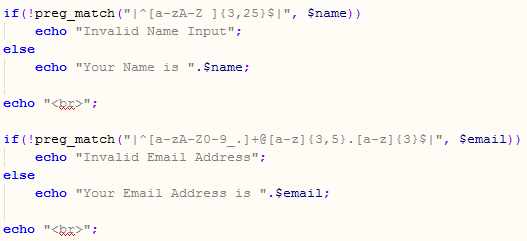 if(!preg_match("|^[a-zA-Z ]{3,25}$|", $name))
echo "Invalid Name Input";
else
echo "Your Name is ".$name;
echo "<br>";
if(!preg_match("|^[a-zA-Z0-9_.]+@[a-z]{3,5}.[a-z]{3}$|", $email))
echo "Invalid Email Address";
else
echo "Your Email Address is ".$email;
echo "<br>";